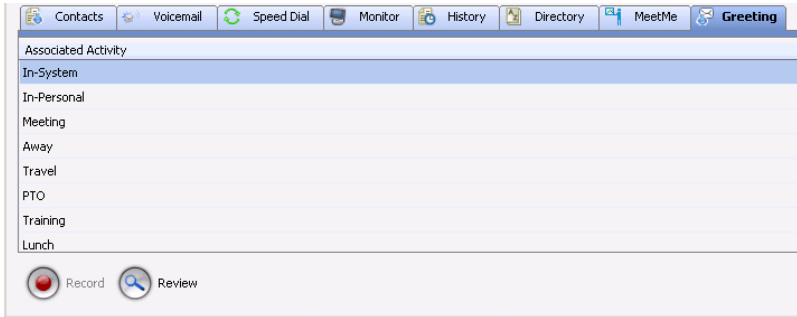 Contacts Voicemail Speed Dial Monitor History Directory MeetMe Greeting
Associated Activity
In-System
In-Personal
Meeting
Away
Travel
PTO
Training
Lunch
Record Review